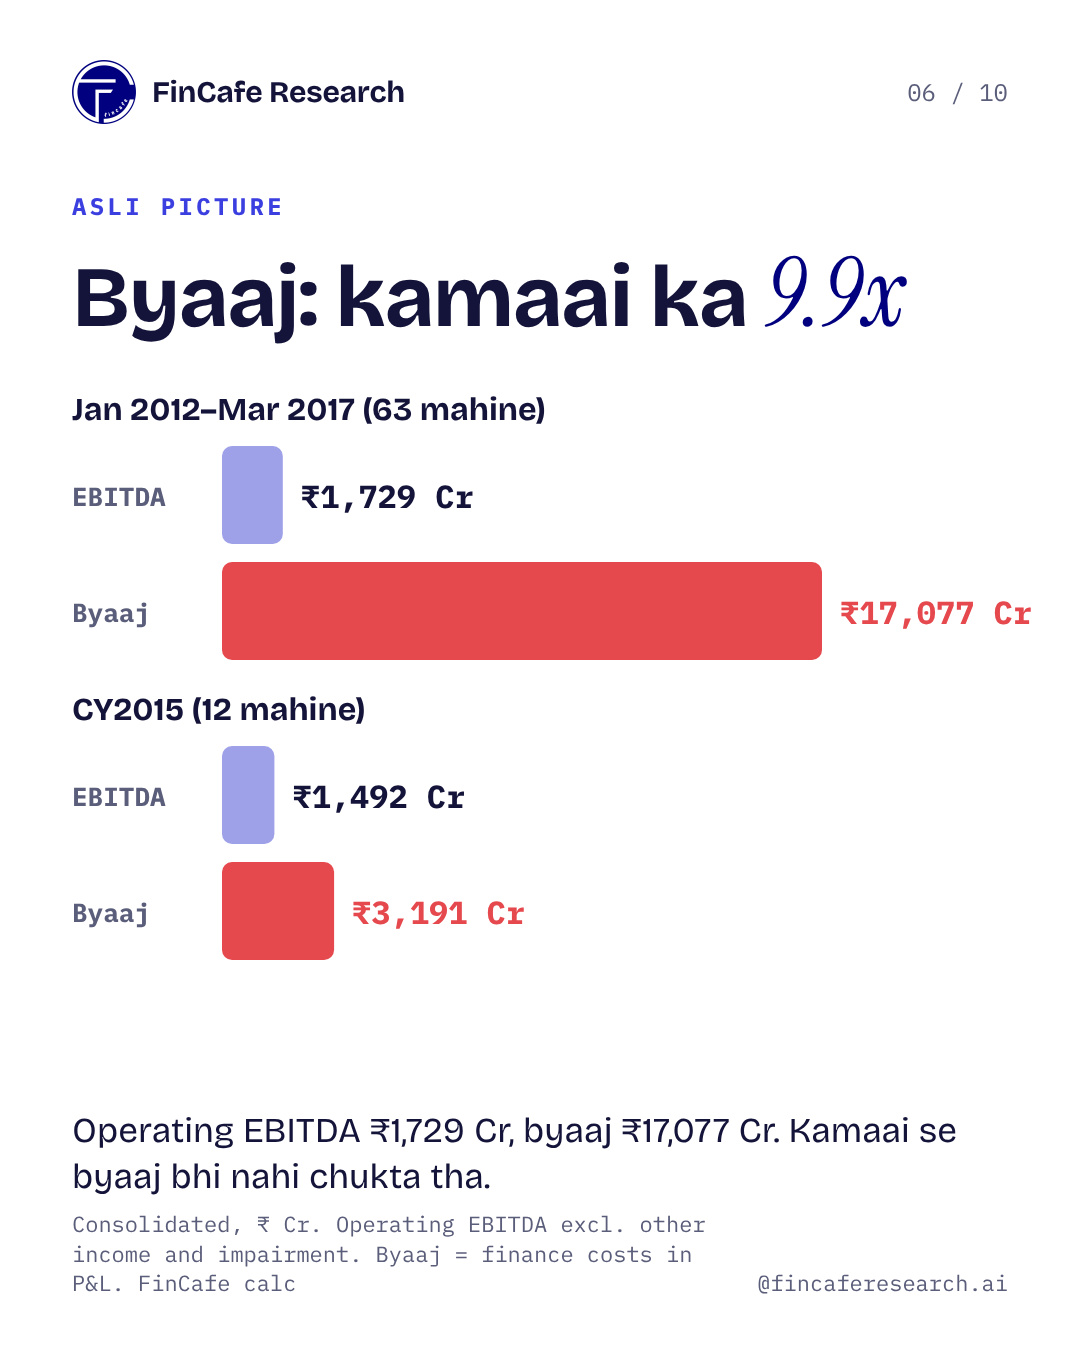 FinCafe Research
06 / 10
ASLI PICTURE
Byaaj: kamaai ka 9.9x
Jan 2012–Mar 2017 (63 mahine)
EBITDA ₹1,729 Cr
Byaaj ₹17,077 Cr
CY2015 (12 mahine)
EBITDA ₹1,492 Cr
Byaaj ₹3,191 Cr
Operating EBITDA ₹1,729 Cr, byaaj ₹17,077 Cr. Kamaai se
byaaj bhi nahi chukta tha.
Consolidated, ₹ Cr. Operating EBITDA excl. other
income and impairment. Byaaj = finance costs in
P&L. FinCafe calc
@fincaferesearch.ai